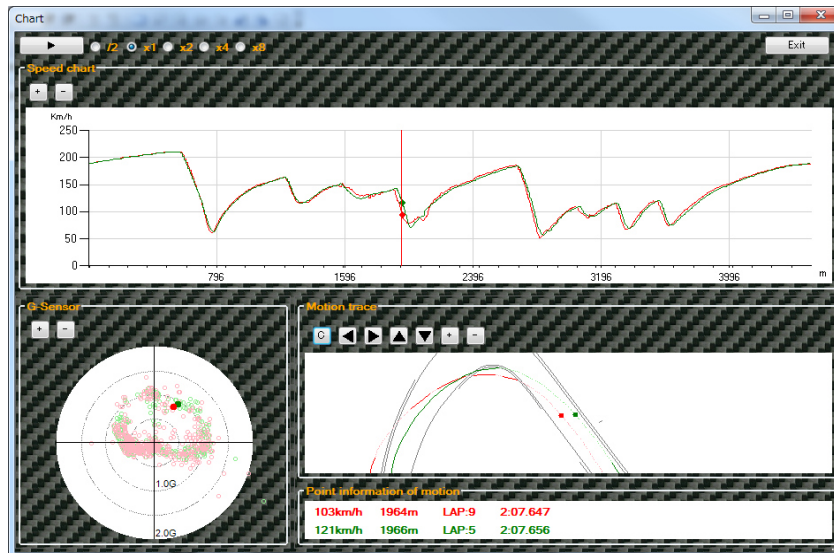 Chart
/2 x1 x2 x4 x8
Exit
Speed chart
+ −
Km/h
250
200
150
100
50
0
796 1596 2396 3196 3996 m
G-Sensor
+ −
1.0G
2.0G
Motion trace
C + −
Point information of motion
103km/h 1964m LAP:9 2:07.647
121km/h 1966m LAP:5 2:07.656